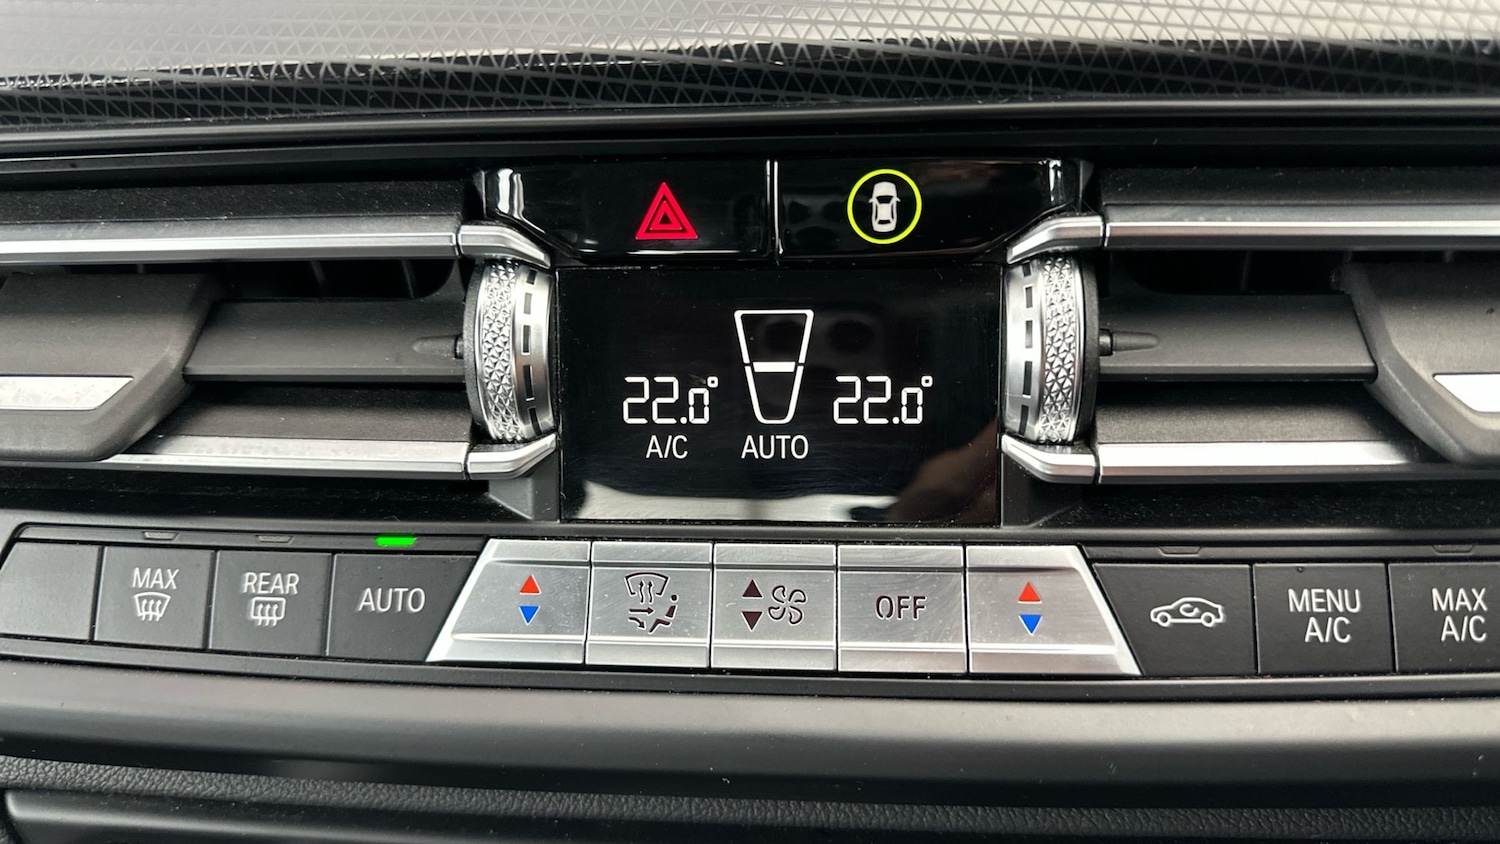 22.0°
22.0°
A/C
AUTO
MAX
REAR
AUTO
OFF
MENU
A/C
MAX
A/C